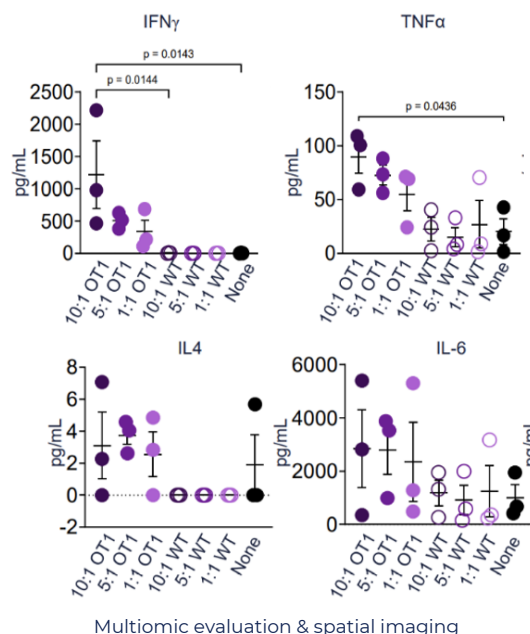 IFNγ
p = 0.0143
p = 0.0144
2500
2000
1500
1000
500
0
pg/mL
10:1 OT1
5:1 OT1
1:1 OT1
10:1 WT
5:1 WT
1:1 WT
None
TNFα
p = 0.0436
150
100
50
0
pg/mL
10:1 OT1
5:1 OT1
1:1 OT1
10:1 WT
5:1 WT
1:1 WT
None
IL4
8
6
4
2
0
-2
pg/mL
10:1 OT1
5:1 OT1
1:1 OT1
10:1 WT
5:1 WT
1:1 WT
None
IL-6
6000
4000
2000
0
pg/mL
10:1 OT1
5:1 OT1
1:1 OT1
10:1 WT
5:1 WT
1:1 WT
None
pg/mL
Multiomic evaluation & spatial imaging